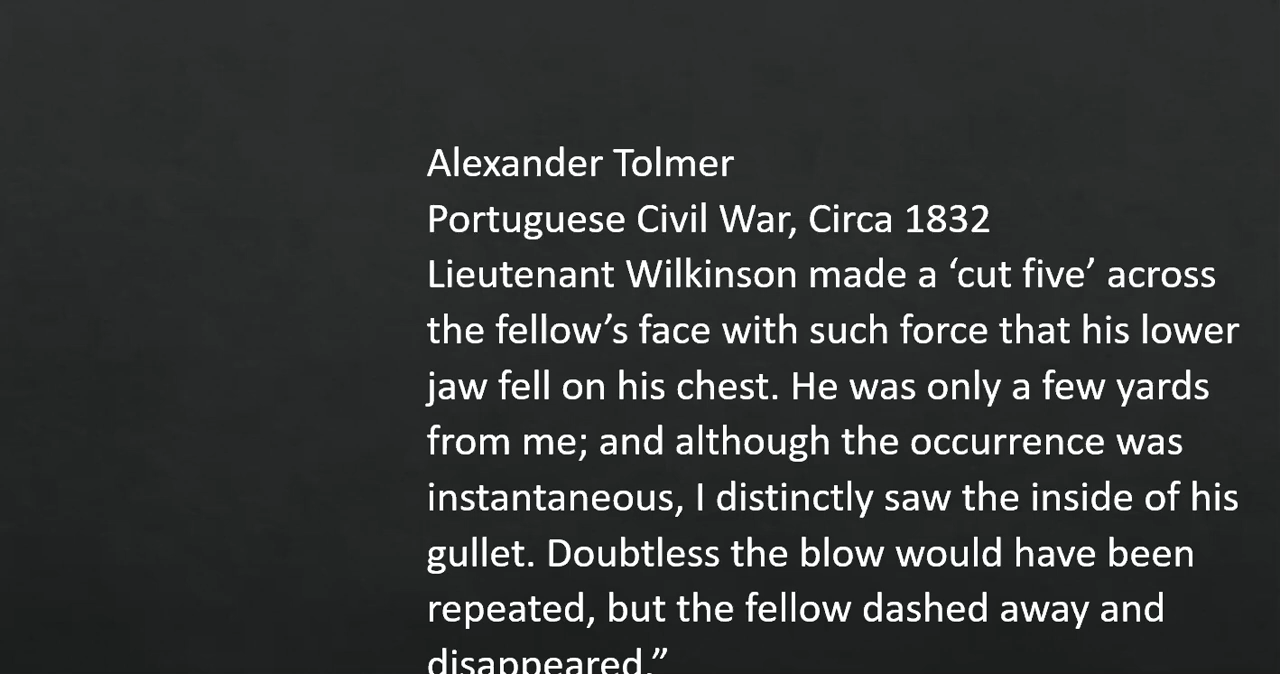 Alexander Tolmer
Portuguese Civil War, Circa 1832
Lieutenant Wilkinson made a ‘cut five’ across
the fellow’s face with such force that his lower
jaw fell on his chest. He was only a few yards
from me; and although the occurrence was
instantaneous, I distinctly saw the inside of his
gullet. Doubtless the blow would have been
repeated, but the fellow dashed away and
disappeared.”